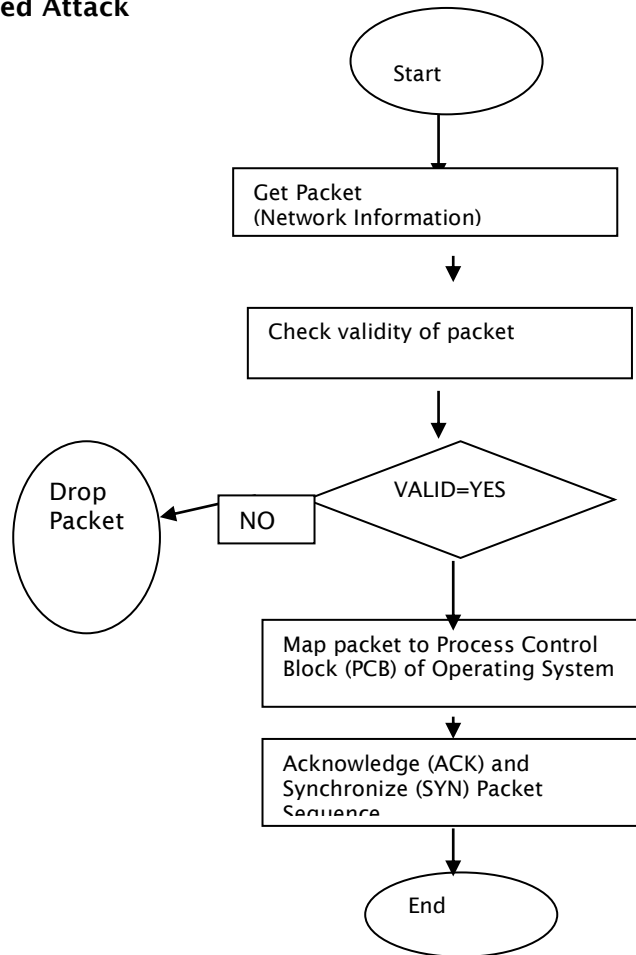 ed Attack
Start
Get Packet
(Network Information)
Check validity of packet
VALID=YES
Drop
Packet
NO
Map packet to Process Control
Block (PCB) of Operating System
Acknowledge (ACK) and
Synchronize (SYN) Packet
Sequence
End